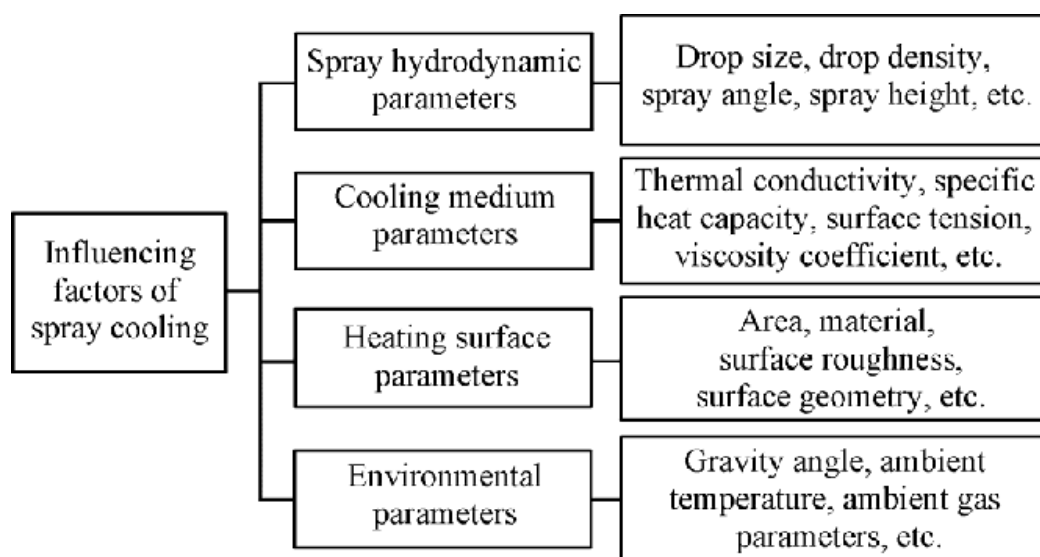 Influencing
factors of
spray cooling
Spray hydrodynamic
parameters
Drop size, drop density,
spray angle, spray height, etc.
Cooling medium
parameters
Thermal conductivity, specific
heat capacity, surface tension,
viscosity coefficient, etc.
Heating surface
parameters
Area, material,
surface roughness,
surface geometry, etc.
Environmental
parameters
Gravity angle, ambient
temperature, ambient gas
parameters, etc.